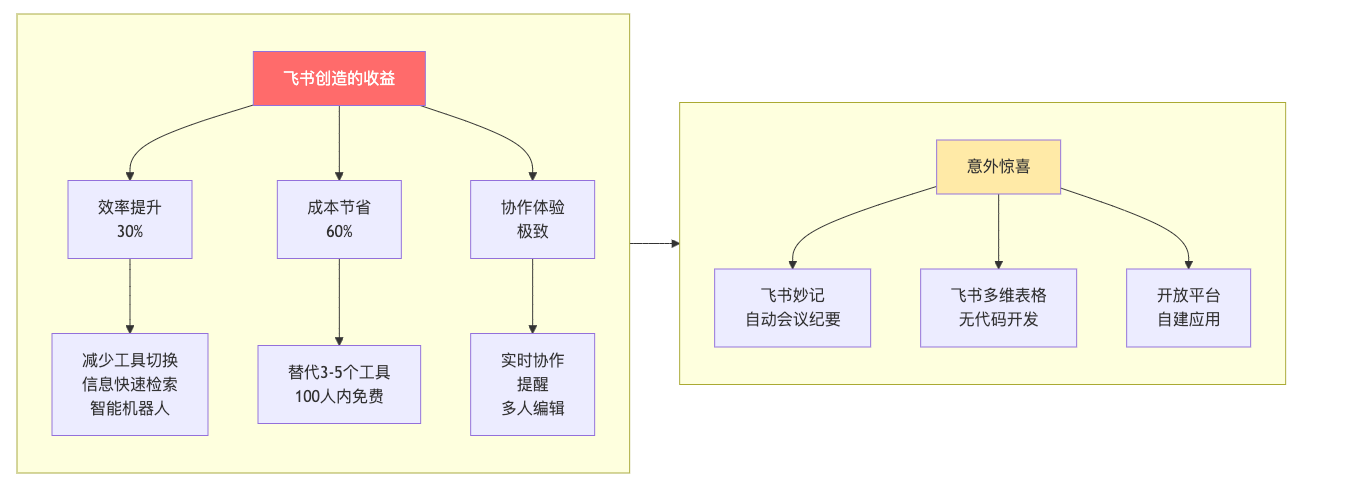 飞书创造的收益
效率提升
30%
成本节省
60%
协作体验
极致
减少工具切换
信息快速检索
智能机器人
替代3-5个工具
100人内免费
实时协作
提醒
多人编辑
意外惊喜
飞书妙记
自动会议纪要
飞书多维表格
无代码开发
开放平台
自建应用